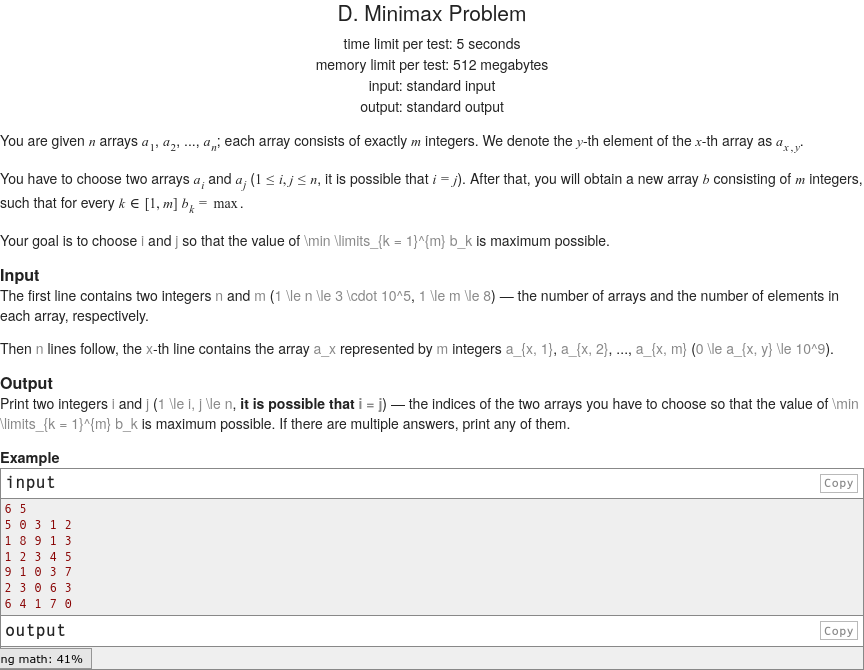 D. Minimax Problem
time limit per test: 5 seconds
memory limit per test: 512 megabytes
input: standard input
output: standard output
You are given n arrays a_1, a_2, ..., a_n; each array consists of exactly m integers. We denote the y-th element of the x-th array as a_{x,y}.
You have to choose two arrays a_i and a_j (1 ≤ i, j ≤ n, it is possible that i = j). After that, you will obtain a new array b consisting of m integers,
such that for every k ∈ [1, m] b_k = max.
Your goal is to choose i and j so that the value of \min \limits_{k = 1}^{m} b_k is maximum possible.
Input
The first line contains two integers n and m (1 \le n \le 3 \cdot 10^5, 1 \le m \le 8) — the number of arrays and the number of elements in
each array, respectively.
Then n lines follow, the x-th line contains the array a_x represented by m integers a_{x, 1}, a_{x, 2}, ..., a_{x, m} (0 \le a_{x, y} \le 10^9).
Output
Print two integers i and j (1 \le i, j \le n, it is possible that i = j) — the indices of the two arrays you have to choose so that the value of \min
\limits_{k = 1}^{m} b_k is maximum possible. If there are multiple answers, print any of them.
Example
input Copy
6 5
5 0 3 1 2
1 8 9 1 3
1 2 3 4 5
9 1 0 3 7
2 3 0 6 3
6 4 1 7 0
output Copy
ng math: 41%